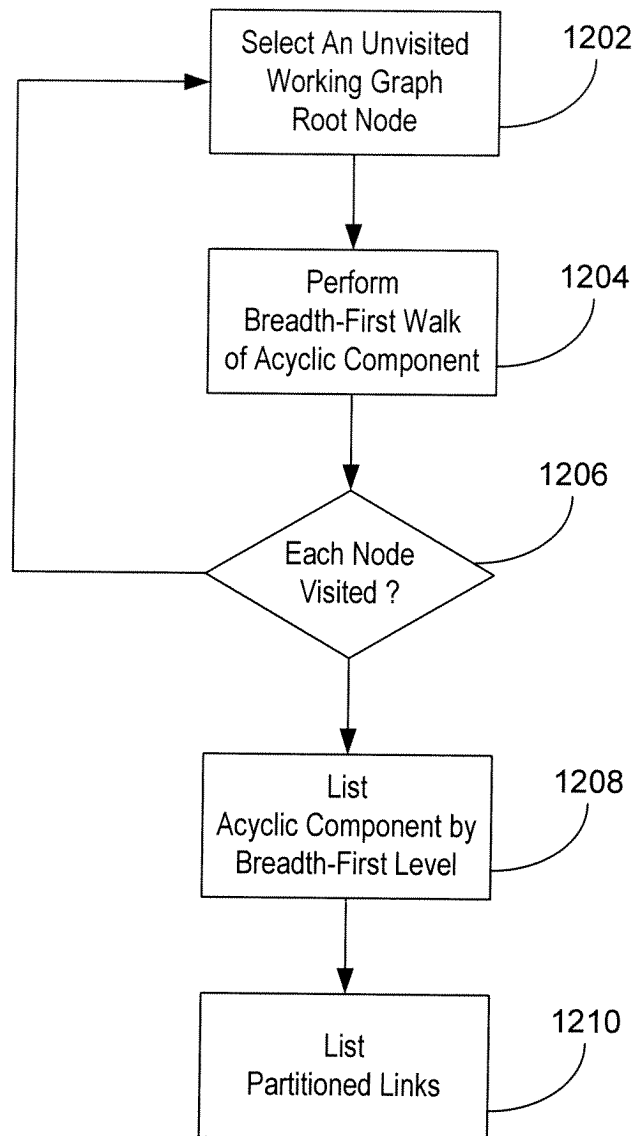 Select An Unvisited
Working Graph
Root Node
1202
Perform
Breadth-First Walk
of Acyclic Component
1204
Each Node
Visited ?
1206
List
Acyclic Component by
Breadth-First Level
1208
List
Partitioned Links
1210